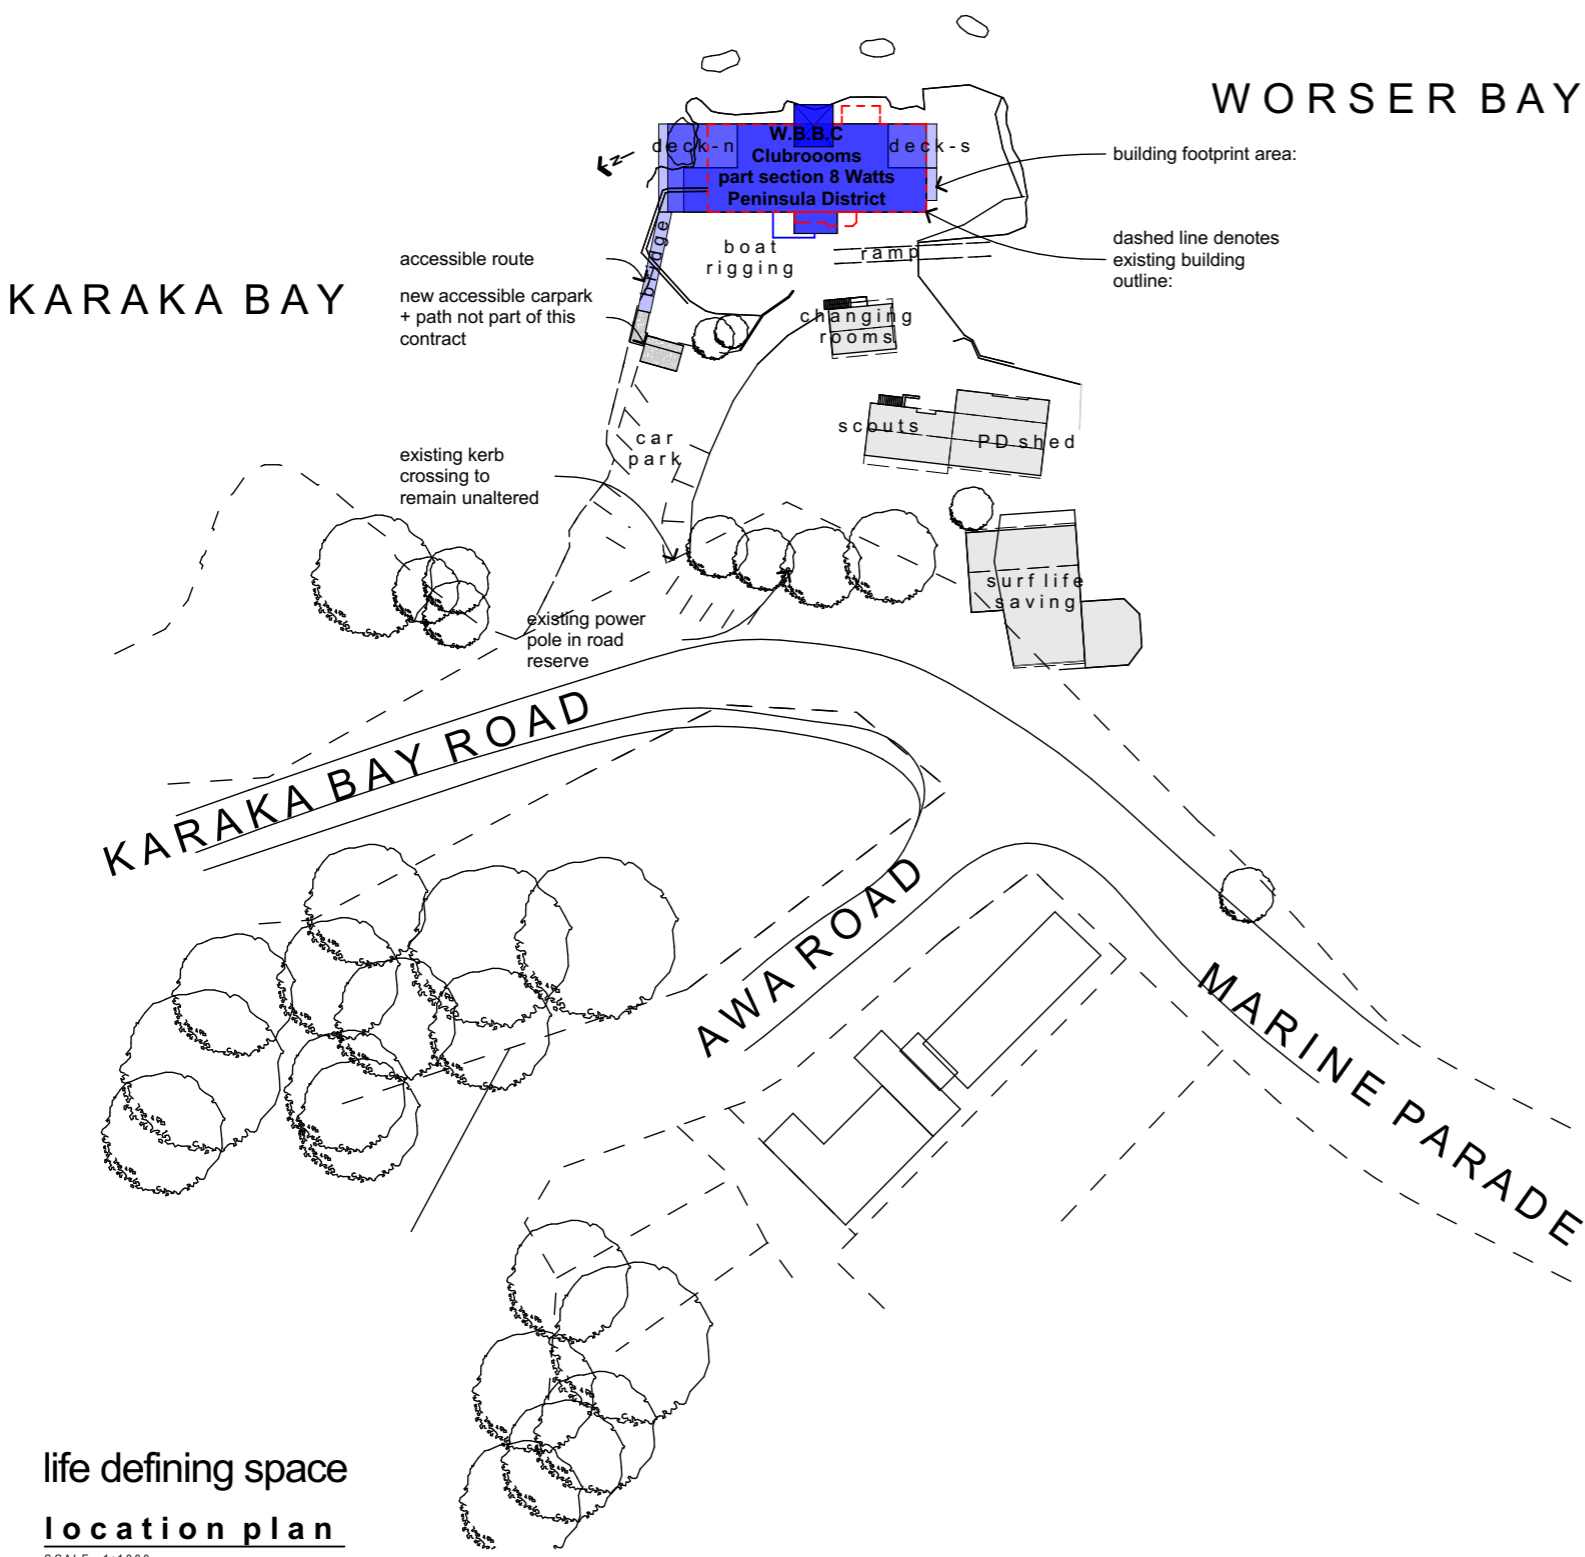 WORSER BAY
W.B.B.C
Clubroooms
part section 8 Watts
Peninsula District
deck-n
deck-s
N
building footprint area:
dashed line denotes
existing building
outline:
bridge
boat
rigging
ramp
accessible route
new accessible carpark
+ path not part of this
contract
KARAKA BAY
changing
rooms
scouts
PD shed
car
park
existing kerb
crossing to
remain unaltered
surf life
saving
existing power
pole in road
reserve
KARAKA BAY ROAD
AWA ROAD
MARINE PARADE
life defining space
location plan